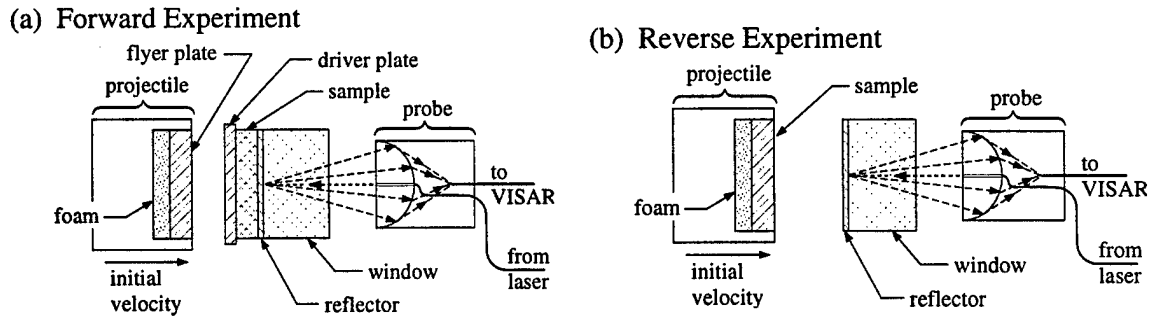 (a) Forward Experiment
flyer plate
driver plate
projectile
sample
probe
foam
to
VISAR
initial
velocity
window
reflector
from
laser
(b) Reverse Experiment
projectile
sample
probe
foam
to
VISAR
initial
velocity
window
reflector
from
laser